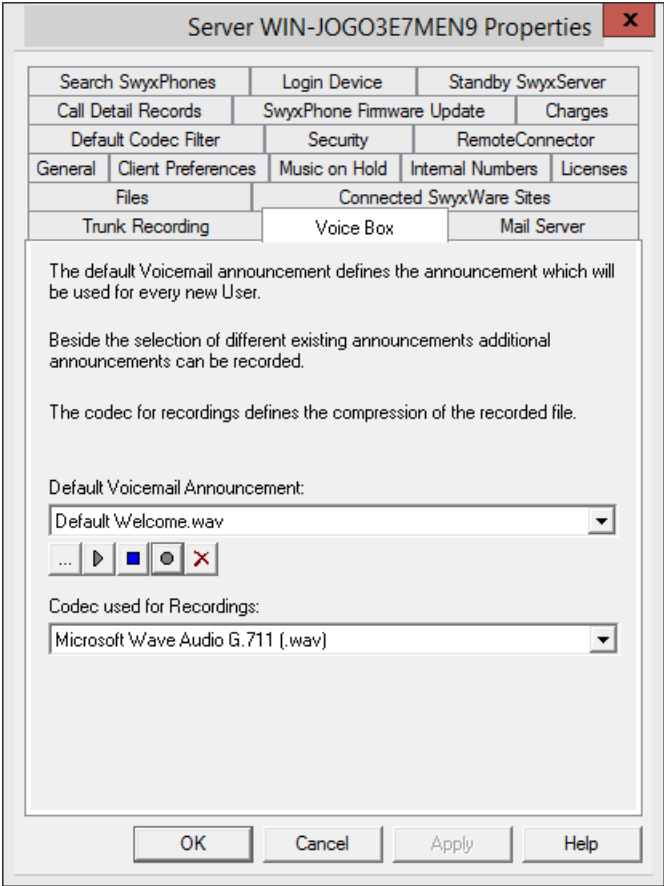 Server WIN-JOGO3E7MEN9 Properties
x
Search SwyxPhones Login Device Standby SwyxServer
Call Detail Records SwyxPhone Firmware Update Charges
Default Codec Filter Security RemoteConnector
General Client Preferences Music on Hold Internal Numbers Licenses
Files Connected SwyxWare Sites
Trunk Recording Voice Box Mail Server
The default Voicemail announcement defines the announcement which will
be used for every new User.
Beside the selection of different existing announcements additional
announcements can be recorded.
The codec for recordings defines the compression of the recorded file.
Default Voicemail Announcement:
Default Welcome.wav
...
Codec used for Recordings:
Microsoft Wave Audio G.711 (.wav)
OK Cancel Apply Help